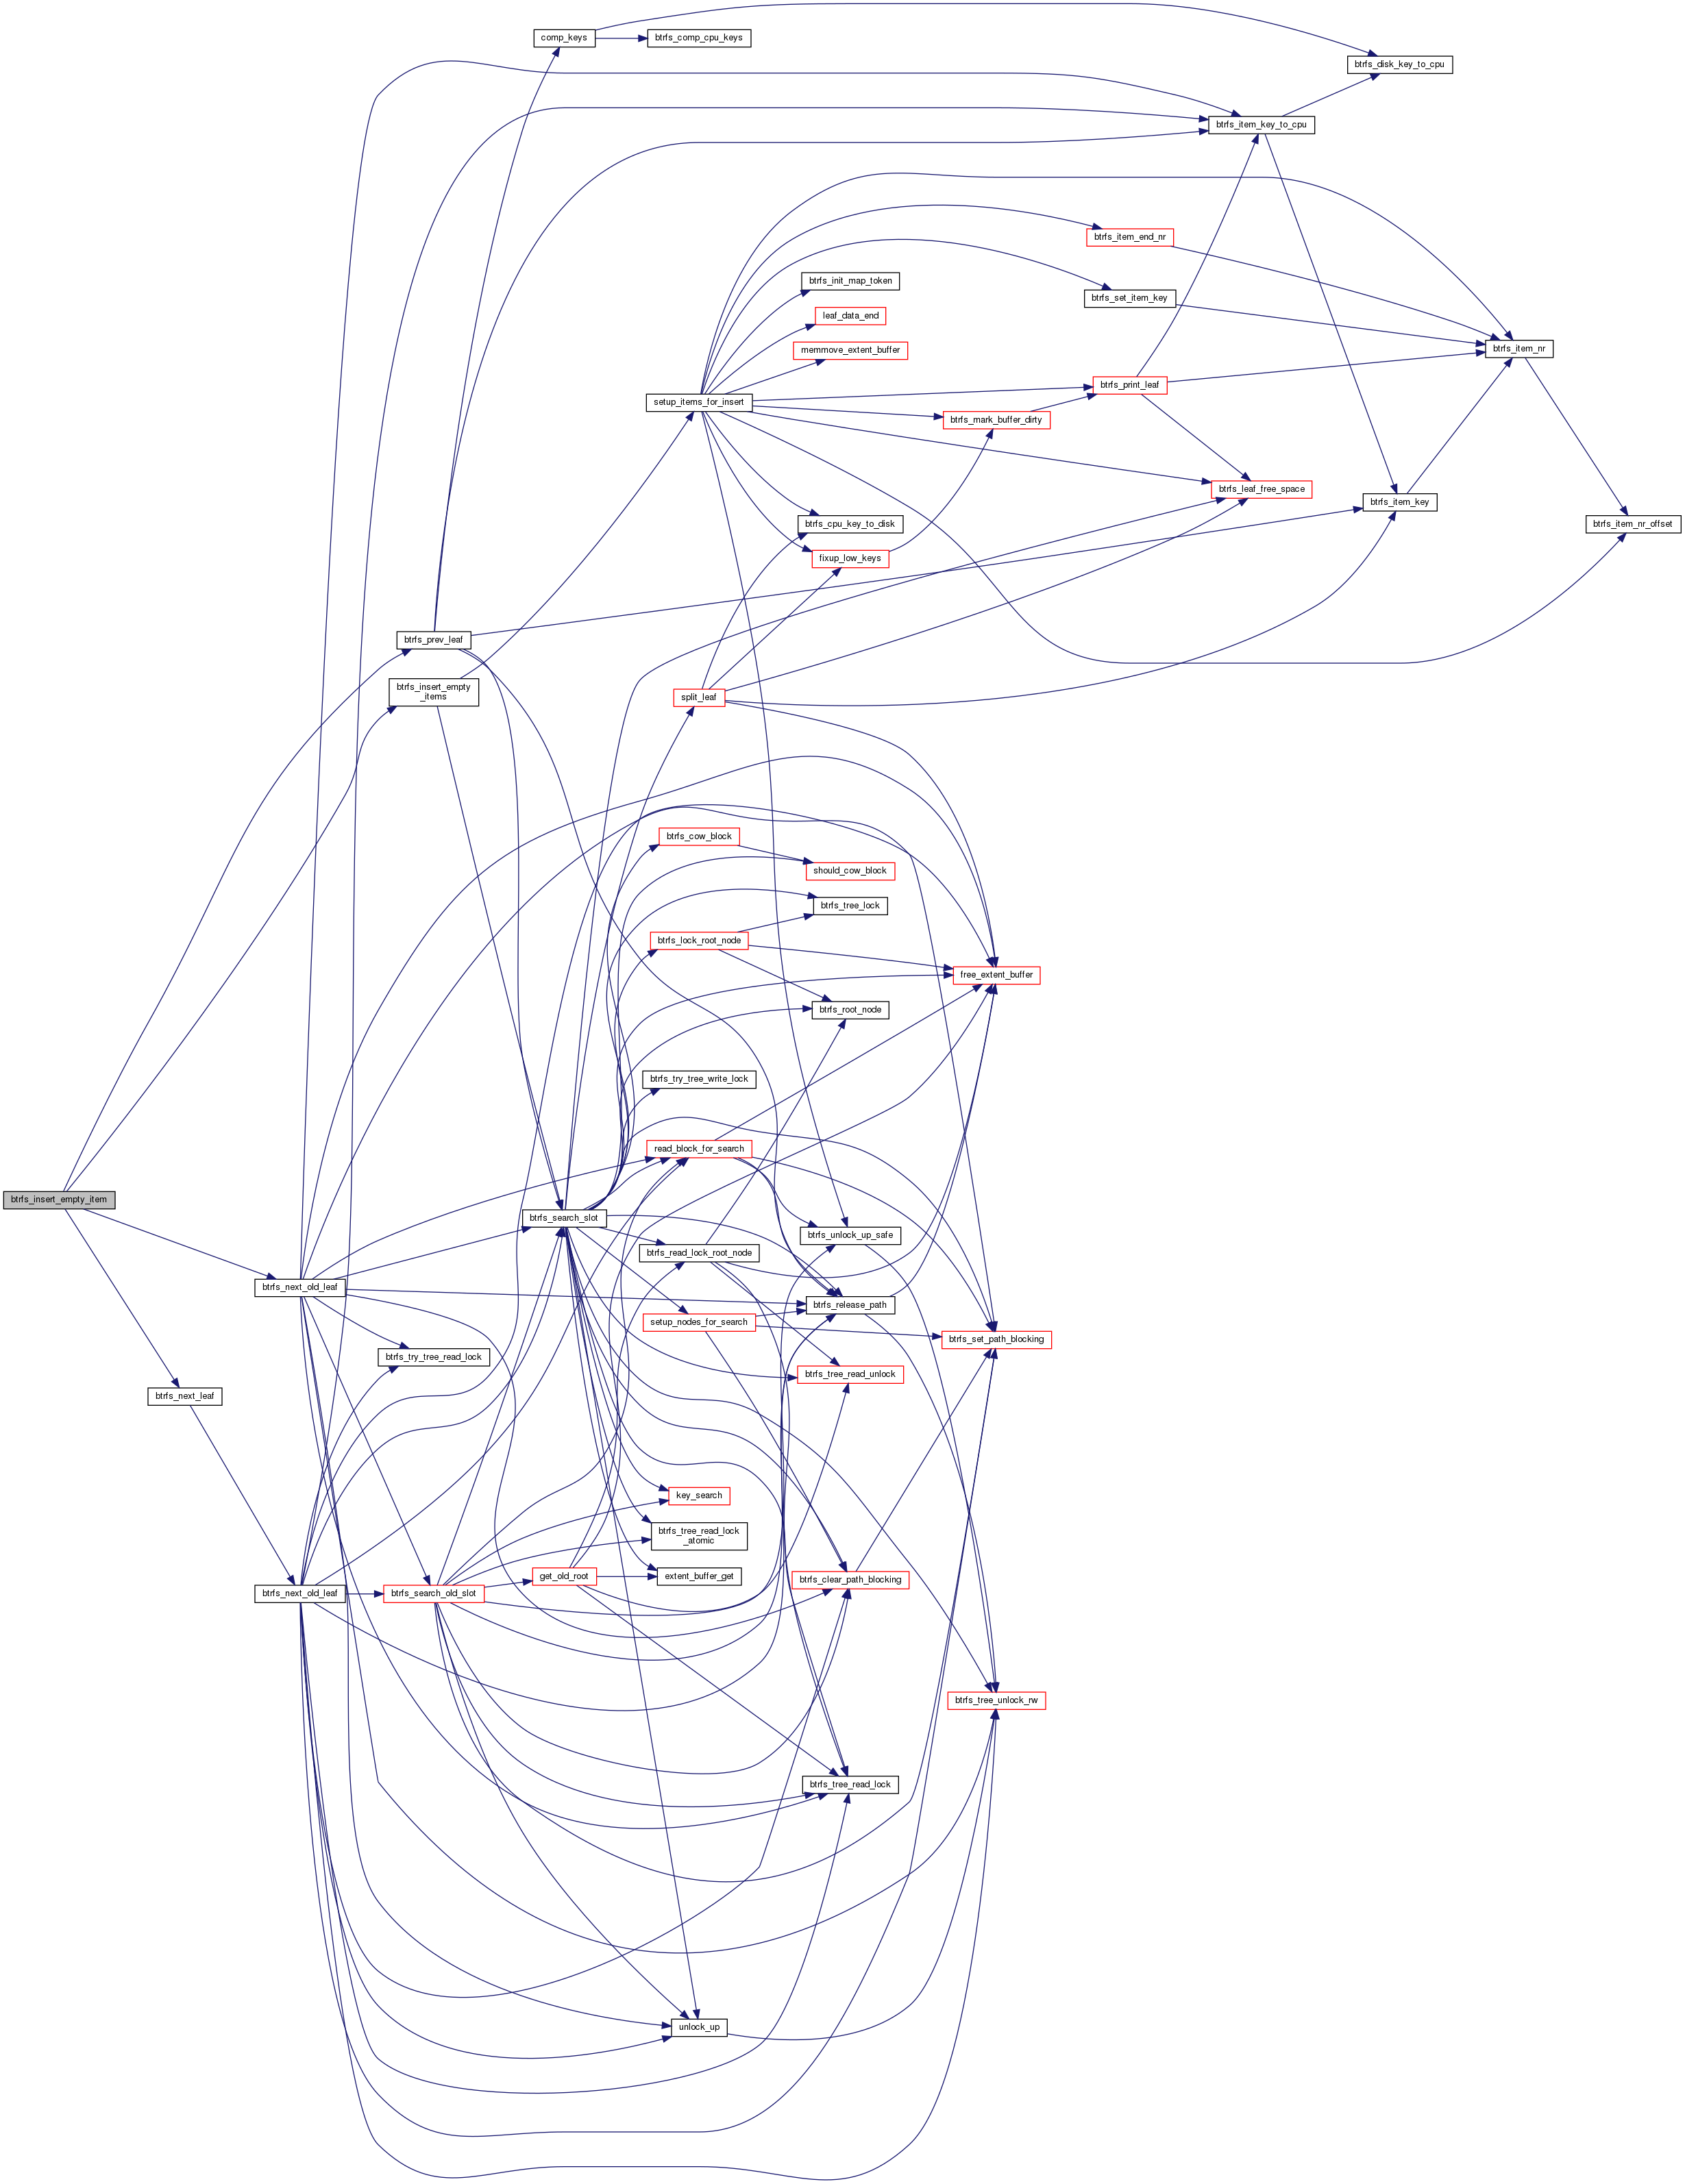 comp_keys
btrfs_comp_cpu_keys
btrfs_disk_key_to_cpu
btrfs_item_key_to_cpu
btrfs_item_end_nr
btrfs_init_map_token
btrfs_set_item_key
leaf_data_end
memmove_extent_buffer
btrfs_item_nr
btrfs_print_leaf
setup_items_for_insert
btrfs_mark_buffer_dirty
btrfs_leaf_free_space
btrfs_item_key
btrfs_cpu_key_to_disk
btrfs_item_nr_offset
fixup_low_keys
btrfs_prev_leaf
btrfs_insert_empty
_items
split_leaf
btrfs_cow_block
should_cow_block
btrfs_tree_lock
btrfs_lock_root_node
free_extent_buffer
btrfs_root_node
btrfs_try_tree_write_lock
read_block_for_search
btrfs_insert_empty_item
btrfs_search_slot
btrfs_unlock_up_safe
btrfs_read_lock_root_node
btrfs_next_old_leaf
btrfs_release_path
setup_nodes_for_search
btrfs_set_path_blocking
btrfs_try_tree_read_lock
btrfs_tree_read_unlock
btrfs_next_leaf
key_search
btrfs_tree_read_lock
_atomic
get_old_root
extent_buffer_get
btrfs_clear_path_blocking
btrfs_next_old_leaf
btrfs_search_old_slot
btrfs_tree_unlock_rw
btrfs_tree_read_lock
unlock_up